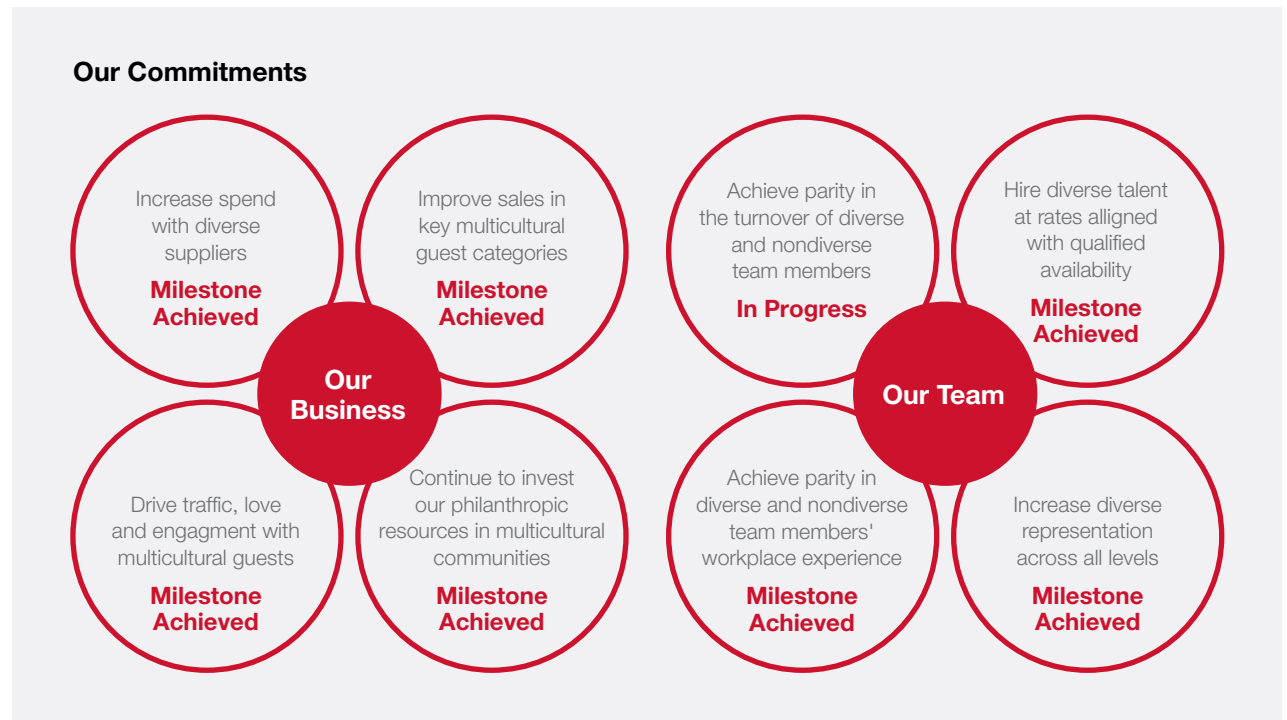 Our Commitments
Increase spend
with diverse
suppliers
Milestone
Achieved
Improve sales in
key multicultural
guest categories
Milestone
Achieved
Our
Business
Drive traffic, love
and engagment with
multicultural guests
Milestone
Achieved
Continue to invest
our philanthropic
resources in multicultural
communities
Milestone
Achieved
Achieve parity in
the turnover of diverse
and nondiverse
team members
In Progress
Hire diverse talent
at rates alligned
with qualified
availability
Milestone
Achieved
Our Team
Achieve parity in
diverse and nondiverse
team members'
workplace experience
Milestone
Achieved
Increase diverse
representation
across all levels
Milestone
Achieved